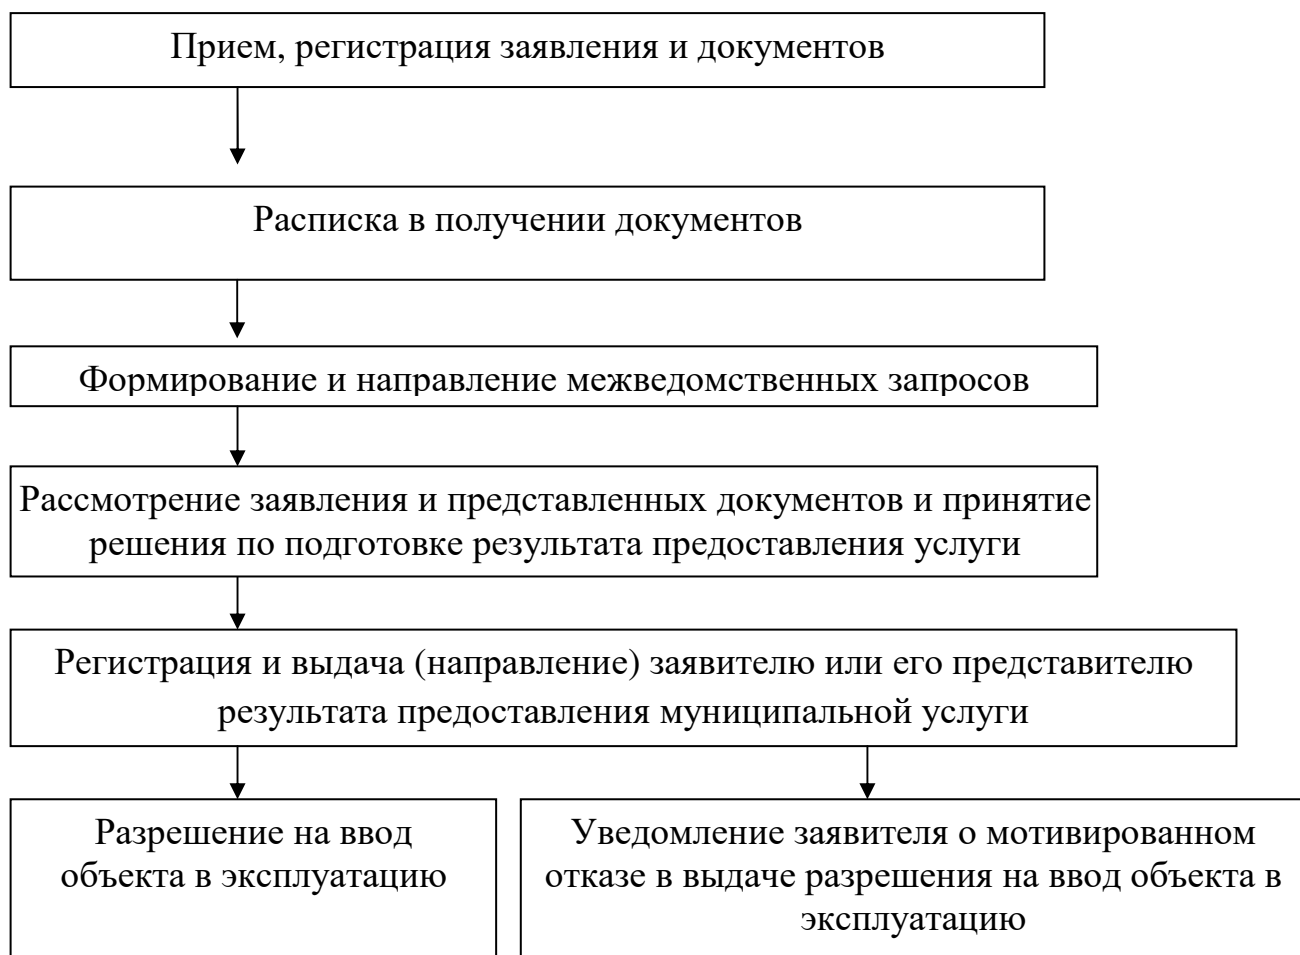 Прием, регистрация заявления и документов
Расписка в получении документов
Формирование и направление межведомственных запросов
Рассмотрение заявления и представленных документов и принятие
решения по подготовке результата предоставления услуги
Регистрация и выдача (направление) заявителю или его представителю
результата предоставления муниципальной услуги
Разрешение на ввод
объекта в эксплуатацию
Уведомление заявителя о мотивированном
отказе в выдаче разрешения на ввод объекта в
эксплуатацию